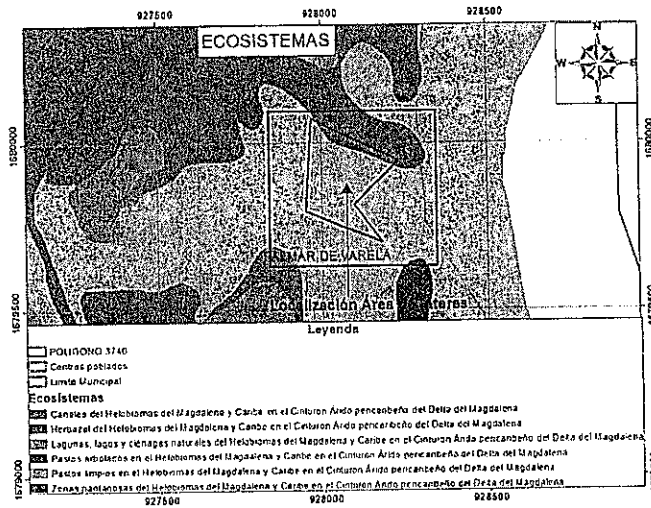 927500 928000 928500
ECOSISTEMAS
N
W E
S
1680000 1680000
PALMAR DE VARELA
Localización Área de Interes
1679500 1679500
Leyenda
POLIGONO 3746
Centros poblados
Limite Municipal
Ecosistemas
Canales del Helobiomas del Magdalena y Caribe en el Cinturon Árido pericaribeño del Delta del Magdalena
Herbazal del Helobiomas del Magdalena y Caribe en el Cinturon Árido pericaribeño del Delta del Magdalena
Lagunas, lagos y ciénagas naturales del Helobiomas del Magdalena y Caribe en el Cinturon Árido pericaribeño del Delta del Magdalena
Pastos arbolados en el Helobiomas del Magdalena y Caribe en el Cinturon Árido pericaribeño del Delta del Magdalena
Pastos limpios en el Helobiomas del Magdalena y Caribe en el Cinturon Árido pericaribeño del Delta del Magdalena
Zonas pantanosas del Helobiomas del Magdalena y Caribe en el Cinturon Árido pericaribeño del Delta del Magdalena
1679000 1679000
927500 928000 928500